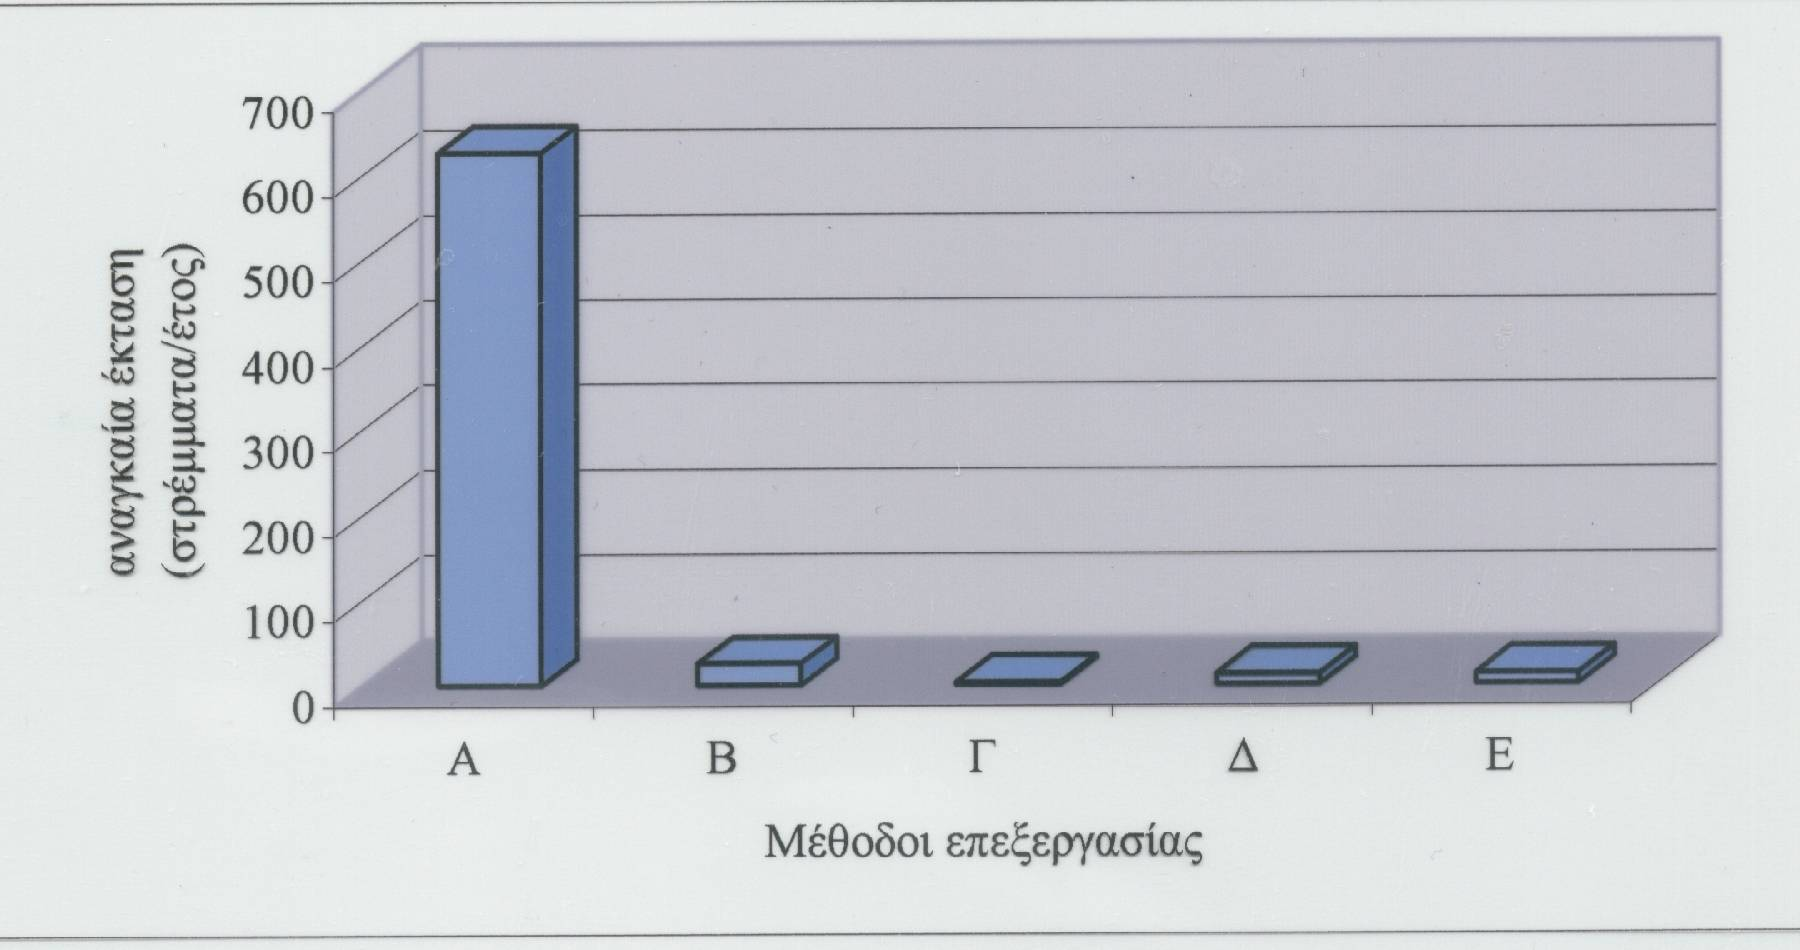 700
600
500
400
300
200
100
0
αναγκαία έκταση
(στρέμματα/έτος)
Α
Β
Γ
Δ
Ε
Μέθοδοι επεξεργασίας